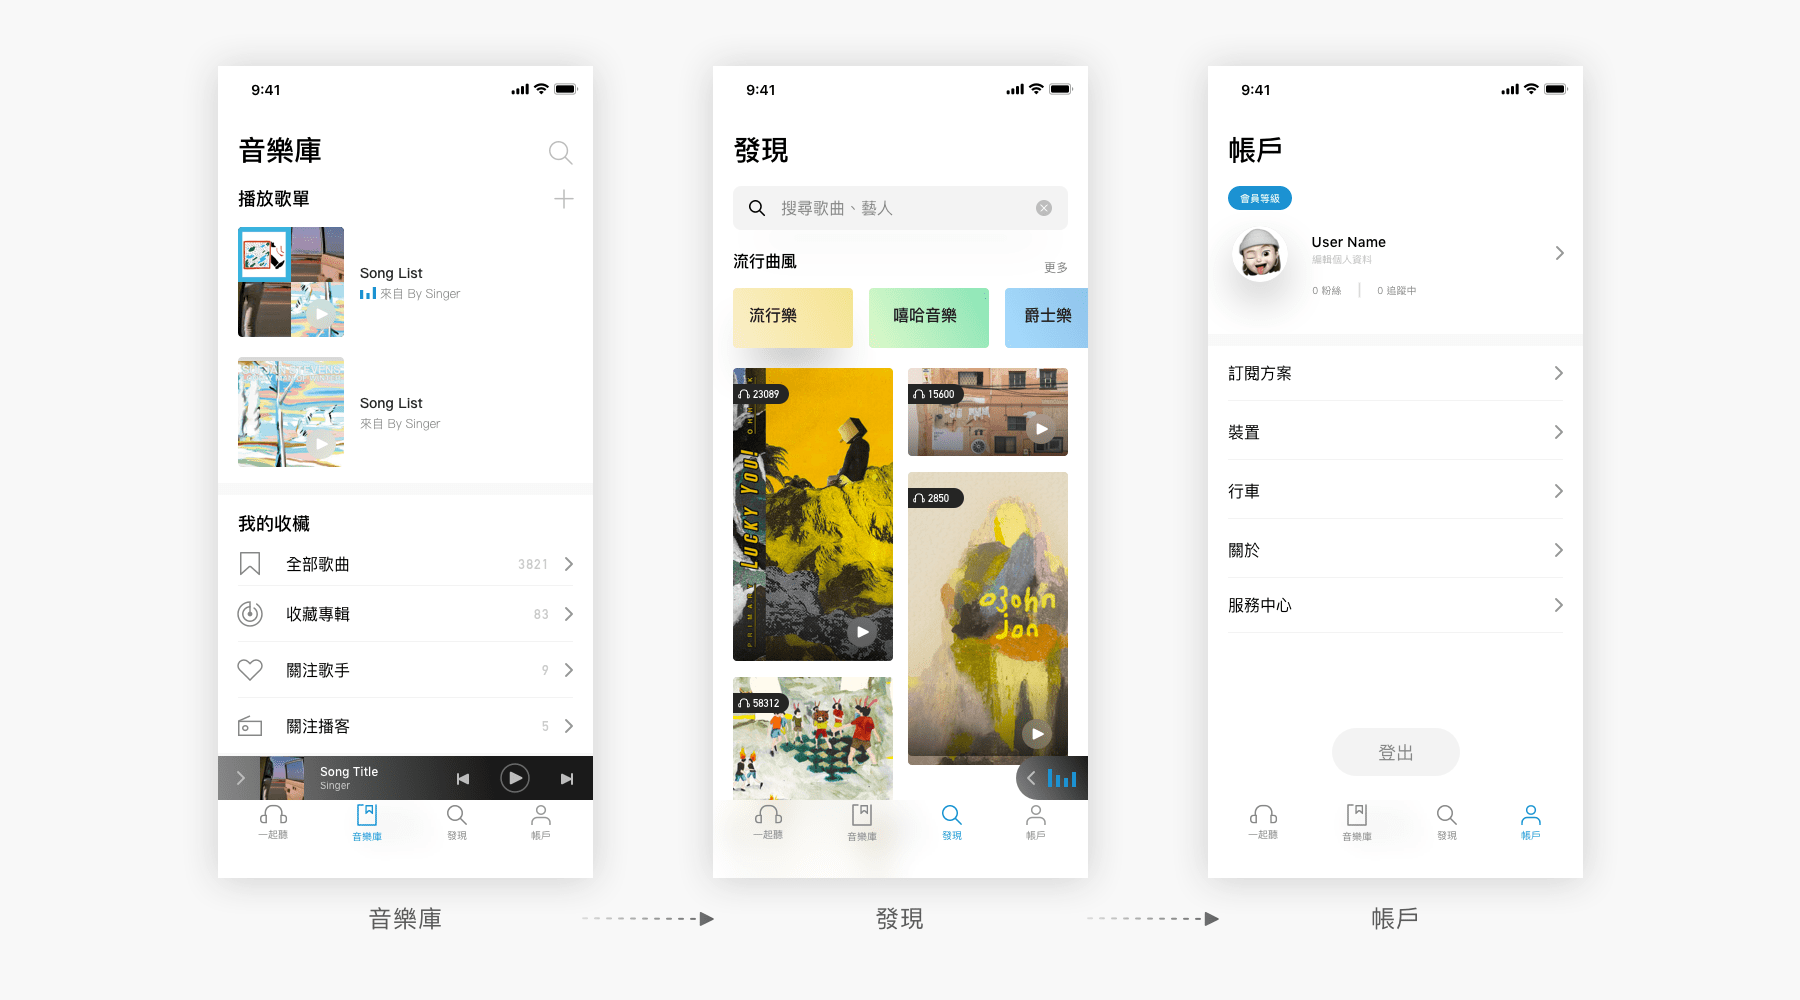 9:41
音樂庫
播放歌單
Song List
來自 By Singer
SUFJAN STEVENS
Song List
來自 By Singer
我的收欌
全部歌曲 3821
收藏專輯 83
關注歌手 9
關注播客 5
Song Title
Singer
一起聽 音樂庫 發現 帳戶
音樂庫
9:41
發現
搜尋歌曲、藝人
流行曲風
更多
流行樂 嘻哈音樂 爵士樂
23089
LUCKY YOU!
PRIMARY
15600
2850
o3ohn
jon
58312
一起聽 音樂庫 發現 帳戶
發現
9:41
帳戶
會員等級
User Name
編輯個人資料
0 粉絲 0 追蹤中
訂閱方案
裝置
行車
關於
服務中心
登出
一起聽 音樂庫 發現 帳戶
帳戶